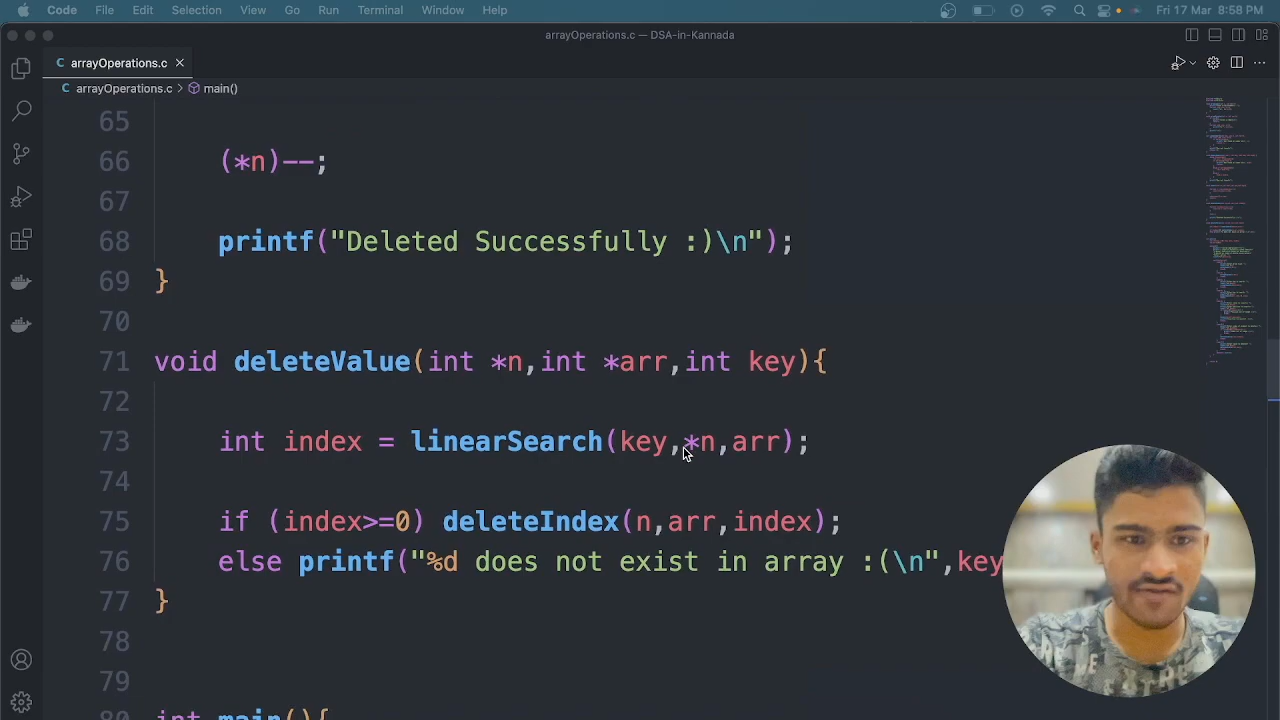 Code File Edit Selection View Go Run Terminal Window Help Fri 17 Mar 8:58 PM
arrayOperations.c — DSA-in-Kannada
C arrayOperations.c ×
C arrayOperations.c > main()
65
66 (*n)--;
67
68 printf("Deleted Successfully :)\n");
69 }
70
71 void deleteValue(int *n,int *arr,int key){
72
73 int index = linearSearch(key,*n,arr);
74
75 if (index>=0) deleteIndex(n,arr,index);
76 else printf("%d does not exist in array :(\n",key
77 }
78
79
80 int main(){